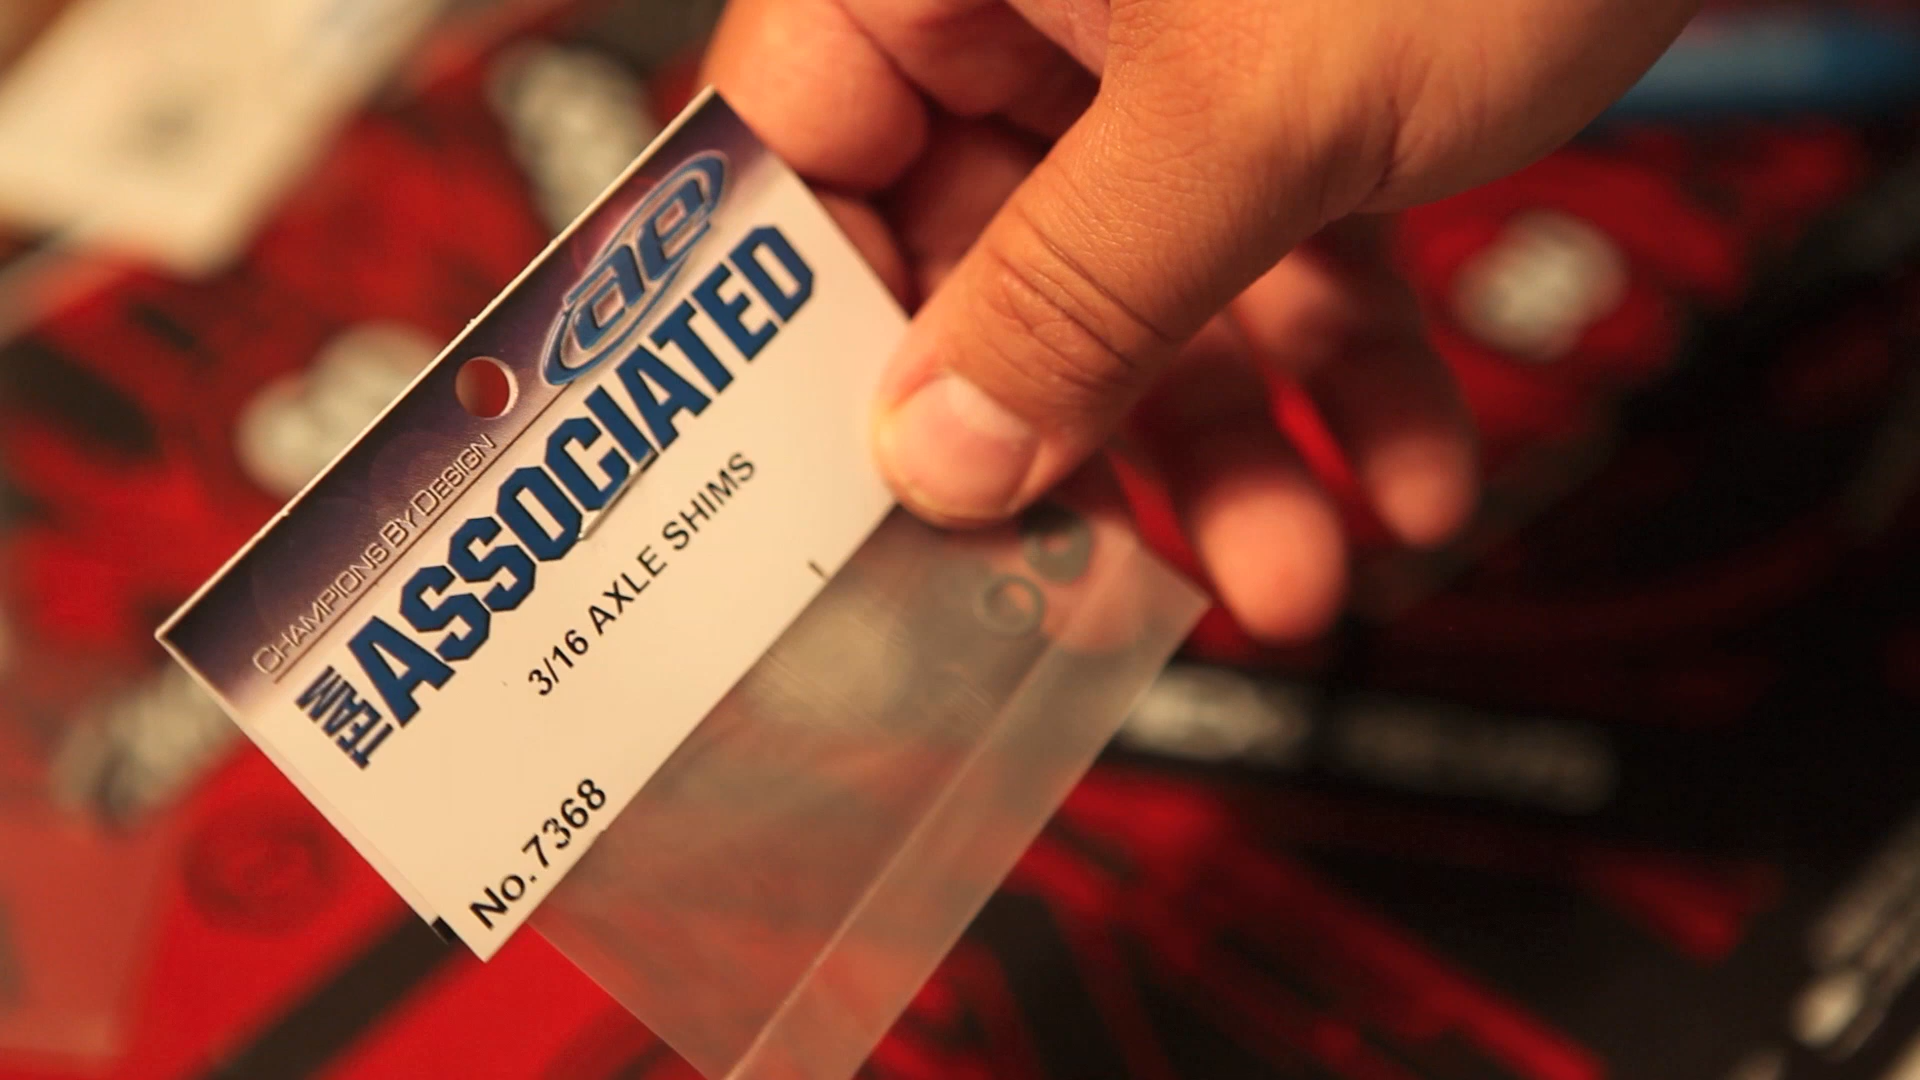 ae
CHAMPIONS BY DESIGN
TEAM ASSOCIATED
3/16 AXLE SHIMS
No.7368